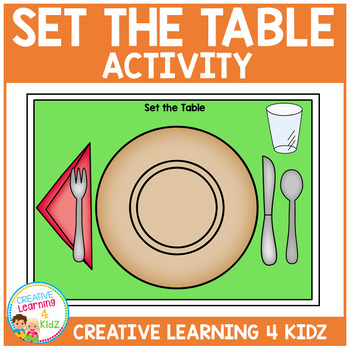 SET THE TABLE
ACTIVITY
Set the Table
CREATIVE
Learning
4
KidZ
CREATIVE LEARNING 4 KIDZ